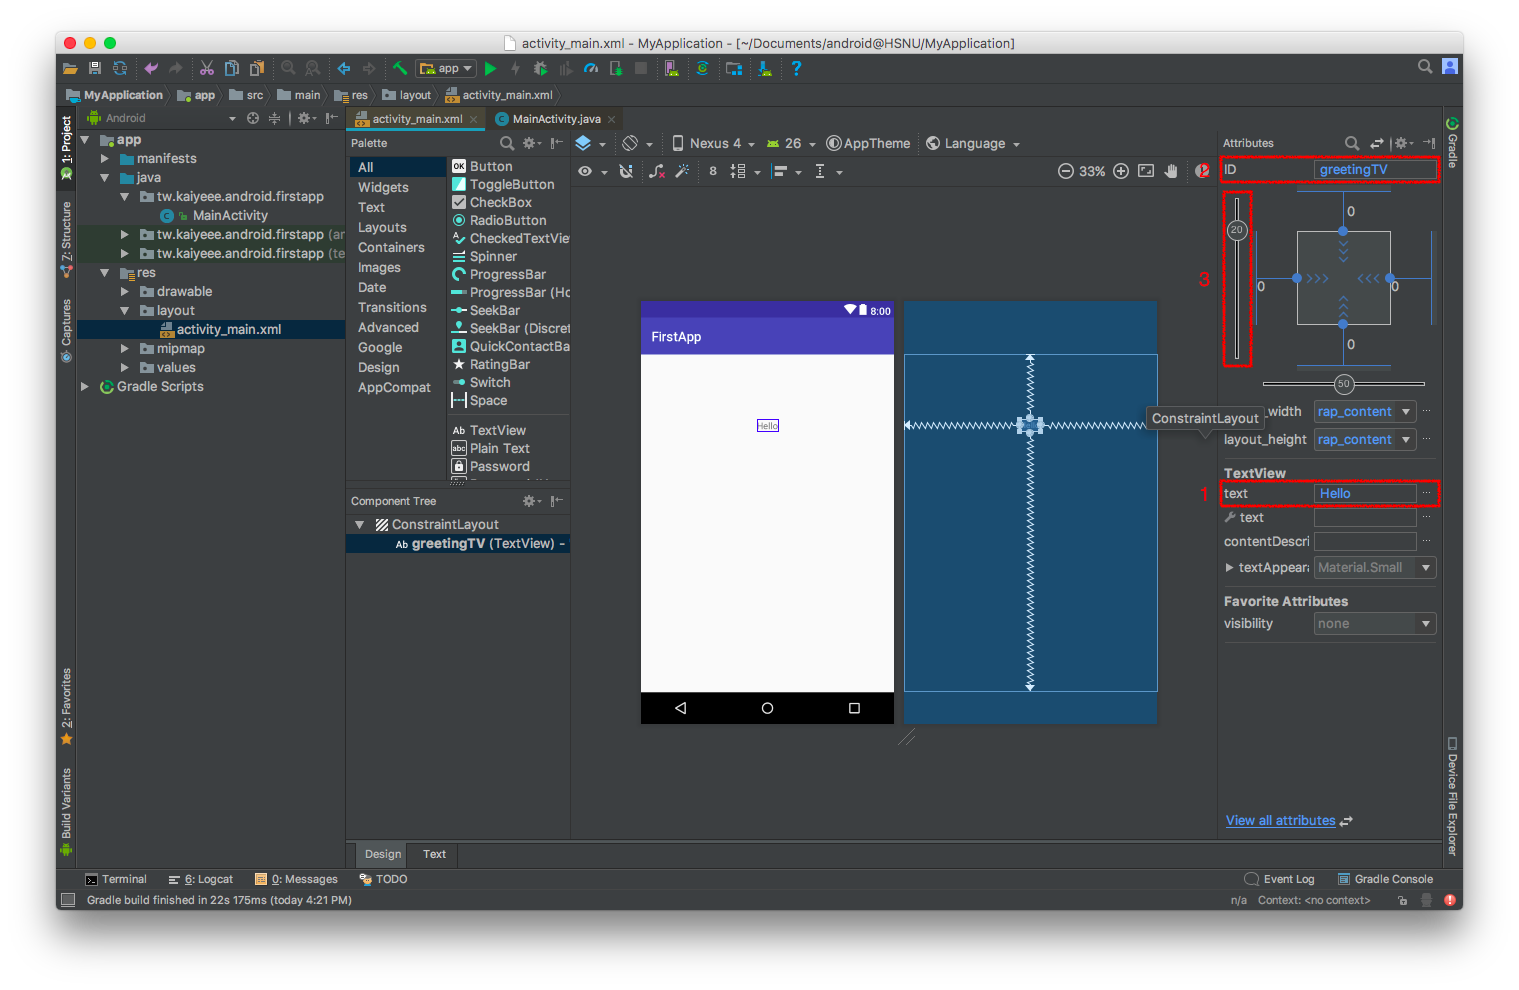 activity_main.xml - MyApplication - [~/Documents/android@HSNU/MyApplication]
app
MyApplication app src main res layout activity_main.xml
1: Project
Z: Structure
Captures
2: Favorites
Build Variants
Android
app
manifests
java
tw.kaiyeee.android.firstapp
MainActivity
tw.kaiyeee.android.firstapp (ar
tw.kaiyeee.android.firstapp (te
res
drawable
layout
activity_main.xml
mipmap
values
Gradle Scripts
activity_main.xml MainActivity.java
Palette
All
Widgets
Text
Layouts
Containers
Images
Date
Transitions
Advanced
Google
Design
AppCompat
OK Button
ToggleButton
CheckBox
RadioButton
CheckedTextVie
Spinner
ProgressBar
ProgressBar (Ho
SeekBar
SeekBar (Discret
QuickContactBa
RatingBar
Switch
Space
Ab TextView
abc Plain Text
Password
Component Tree
ConstraintLayout
Ab greetingTV (TextView) -
Nexus 4 26 AppTheme Language
8 33%
8:00
FirstApp
Hello
ConstraintLayout
Attributes
2
ID greetingTV
3
20
0
0 0
0
50
_width rap_content
layout_height rap_content
TextView
1
text Hello
text
contentDescri
textAppear Material.Small
Favorite Attributes
visibility none
View all attributes
Gradle
Device File Explorer
Design Text
Terminal 6: Logcat 0: Messages TODO Event Log Gradle Console
Gradle build finished in 22s 175ms (today 4:21 PM) n/a Context: <no context>